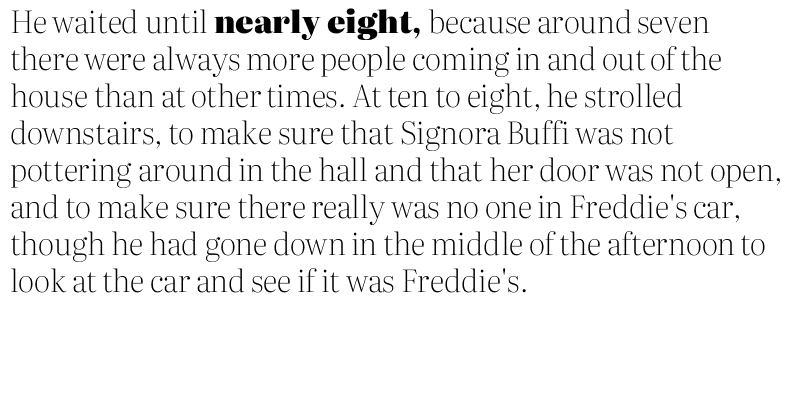 He waited until nearly eight, because around seven
there were always more people coming in and out of the
house than at other times. At ten to eight, he strolled
downstairs, to make sure that Signora Buffi was not
pottering around in the hall and that her door was not open,
and to make sure there really was no one in Freddie's car,
though he had gone down in the middle of the afternoon to
look at the car and see if it was Freddie's.